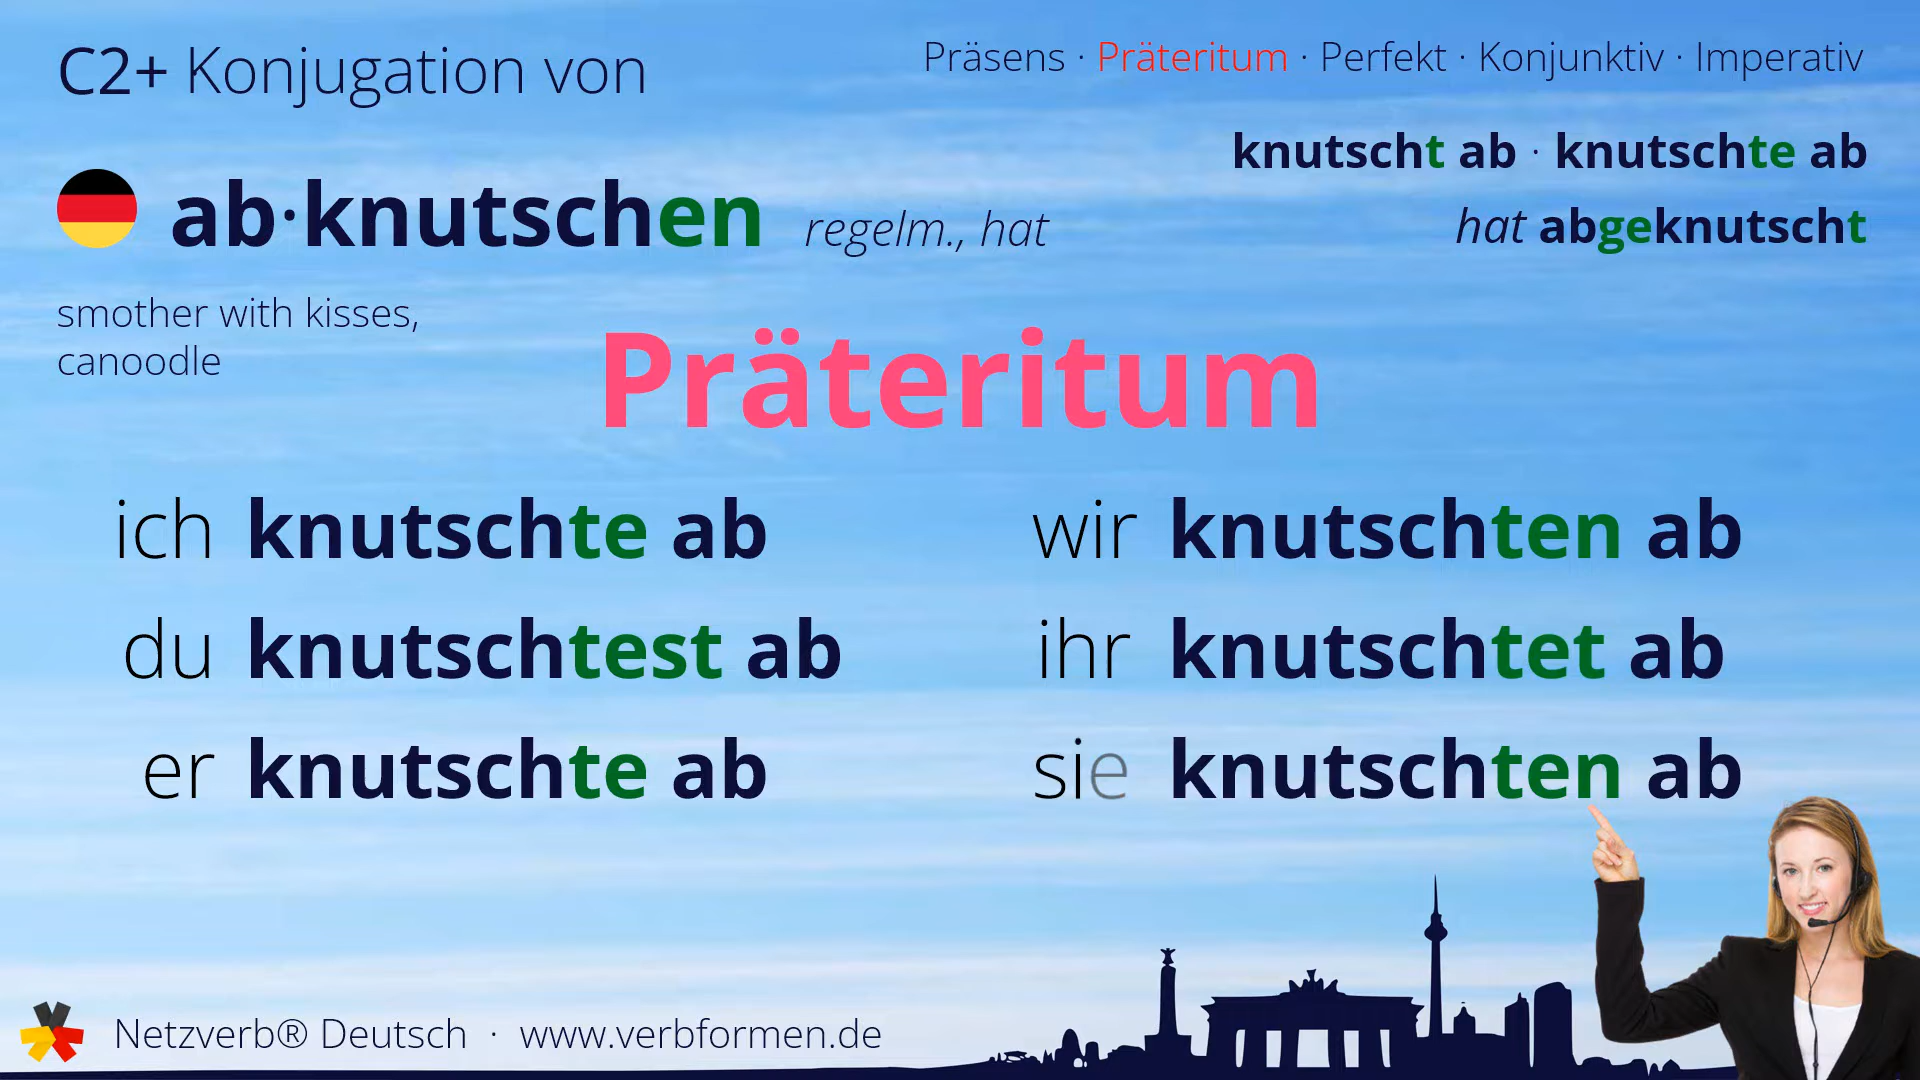 C2+ Konjugation von
Präsens · Präteritum · Perfekt · Konjunktiv · Imperativ
ab·knutschen regelm., hat
knutscht ab · knutschte ab
hat abgeknutscht
smother with kisses,
canoodle
Präteritum
ich knutschte ab
du knutschtest ab
er knutschte ab
wir knutschten ab
ihr knutschtet ab
sie knutschten ab
Netzverb® Deutsch · www.verbformen.de